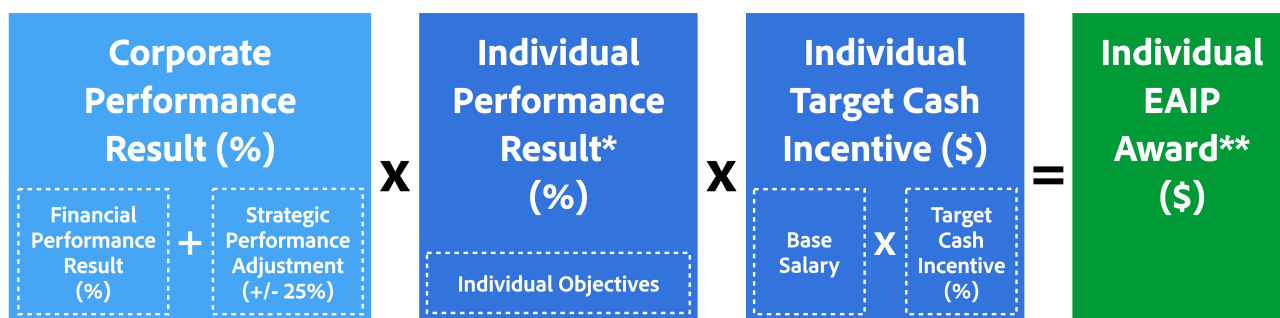 Corporate
Performance
Result (%)
Financial
Performance
Result
(%)
+
Strategic
Performance
Adjustment
(+/- 25%)
x
Individual
Performance
Result*
(%)
Individual Objectives
x
Individual
Target Cash
Incentive ($)
Base
Salary
x
Target
Cash
Incentive
(%)
=
Individual
EAIP
Award**
($)